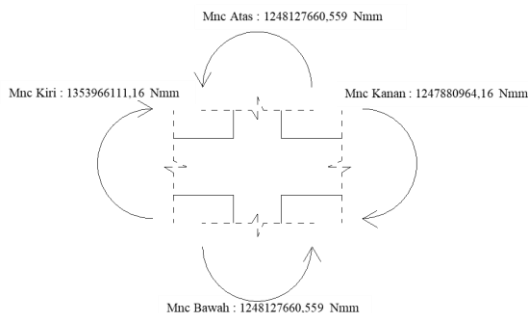 Mnc Atas : 1248127660,559 Nmm
Mnc Kiri : 1353966111,16 Nmm
Mnc Kanan : 1247880964,16 Nmm
Mnc Bawah : 1248127660,559 Nmm